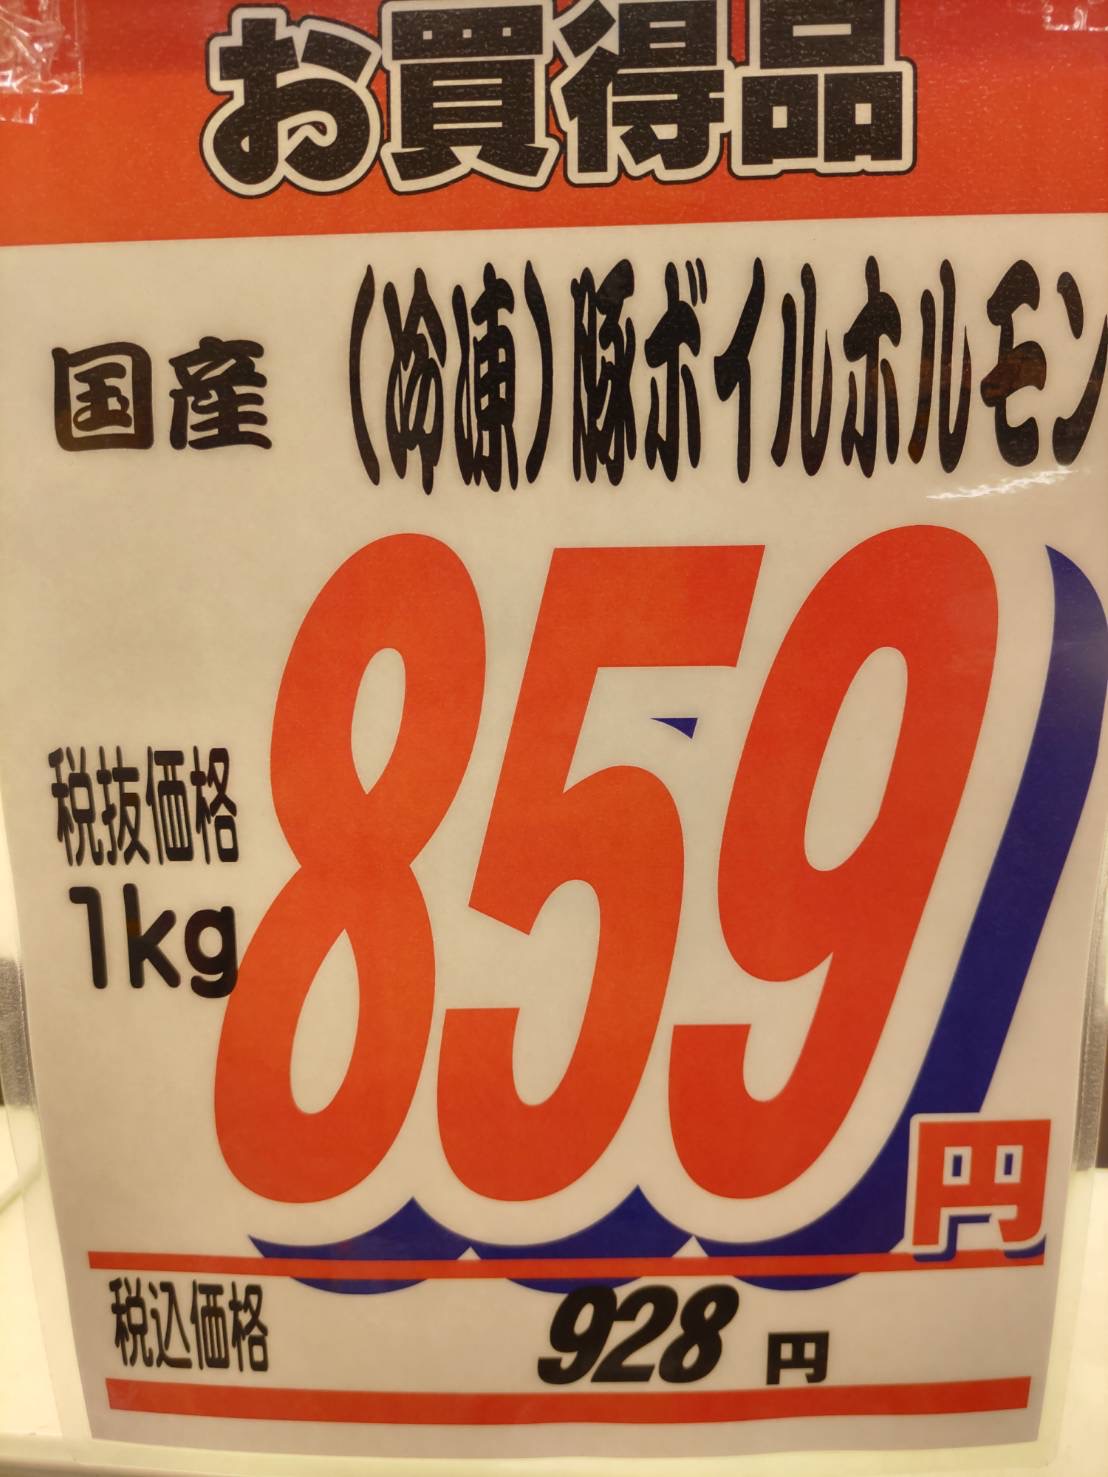 お買得品
国産 (冷凍)豚ボイルホルモン
税抜価格
1kg
859円
税込価格 928円